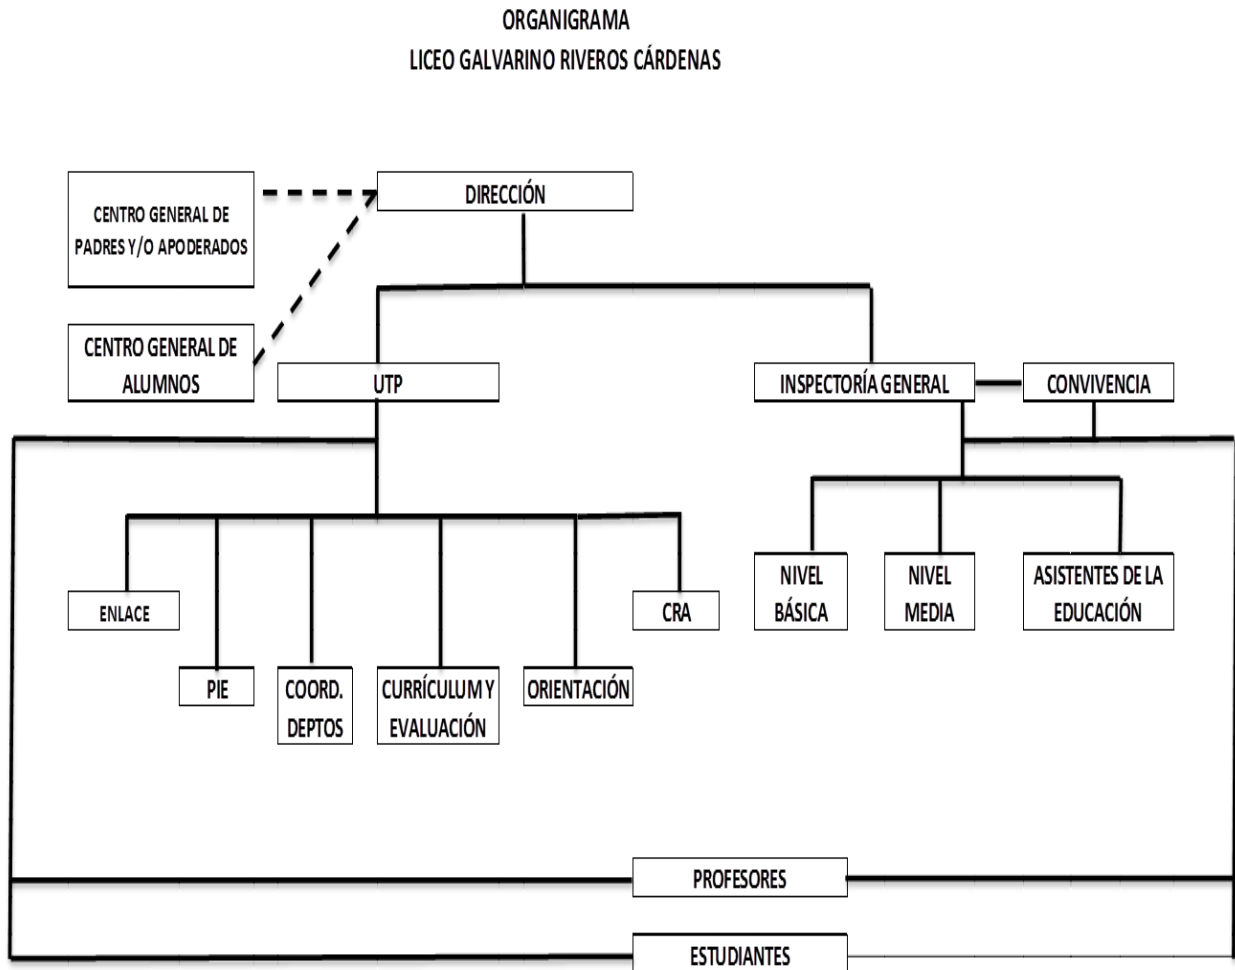 ORGANIGRAMA
LICEO GALVARINO RIVEROS CÁRDENAS
CENTRO GENERAL DE
PADRES Y/O APODERADOS
DIRECCIÓN
CENTRO GENERAL DE
ALUMNOS
UTP
INSPECTORÍA GENERAL
CONVIVENCIA
ENLACE
PIE
COORD.
DEPTOS
CURRÍCULUM Y
EVALUACIÓN
ORIENTACIÓN
CRA
NIVEL
BÁSICA
NIVEL
MEDIA
ASISTENTES DE LA
EDUCACIÓN
PROFESORES
ESTUDIANTES